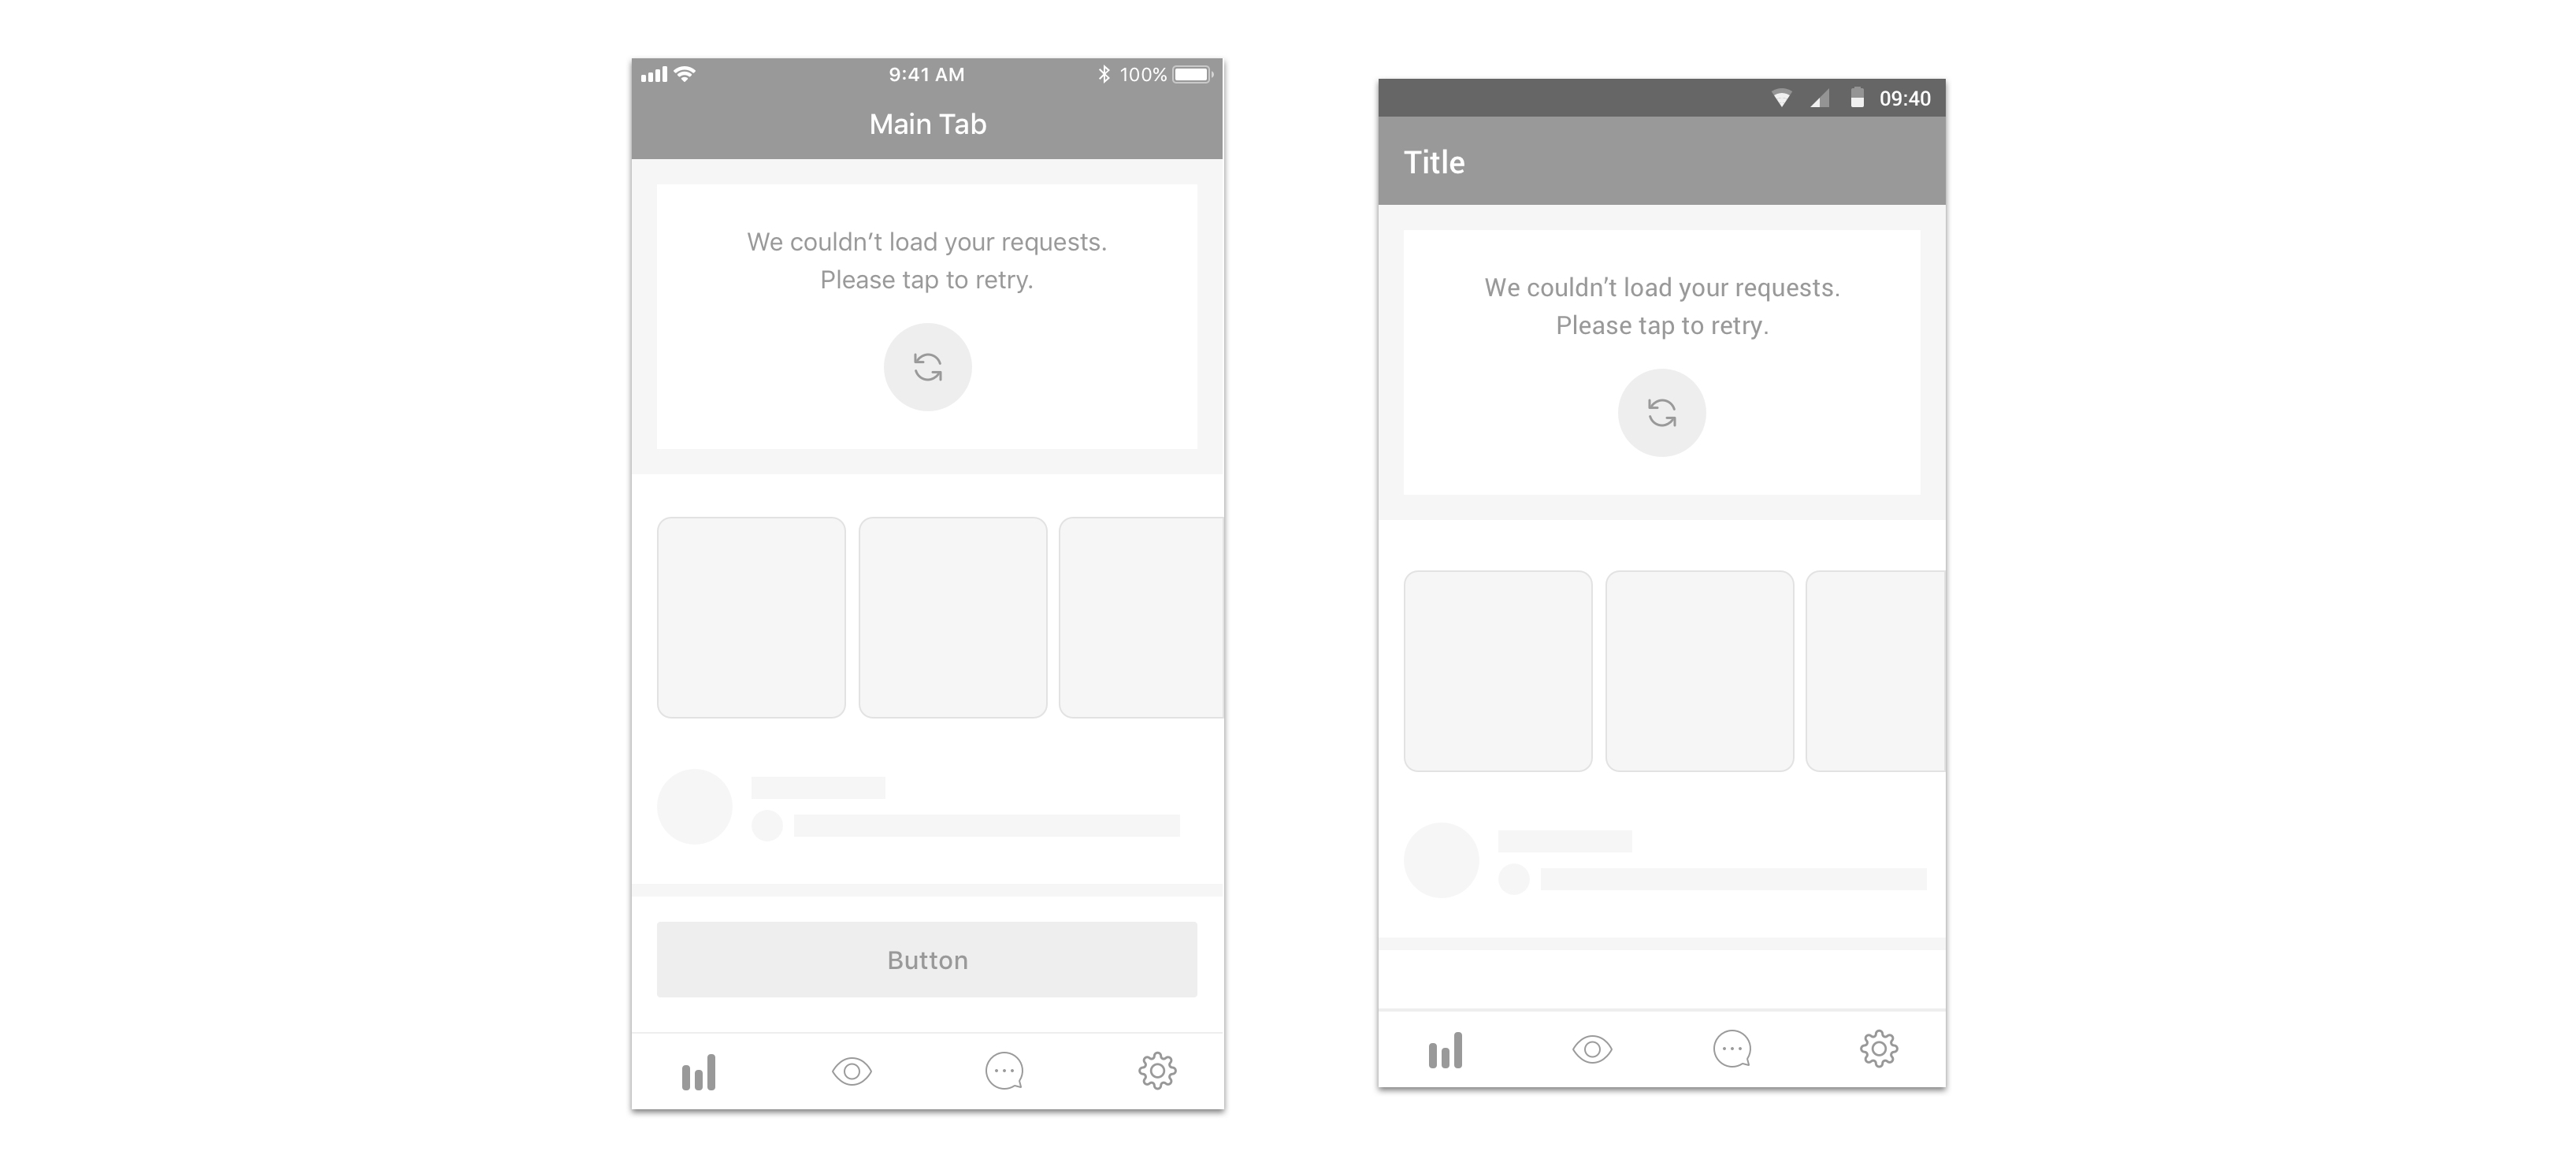 9:41 AM
100%
Main Tab
We couldn’t load your requests.
Please tap to retry.
Button
09:40
Title
We couldn’t load your requests.
Please tap to retry.